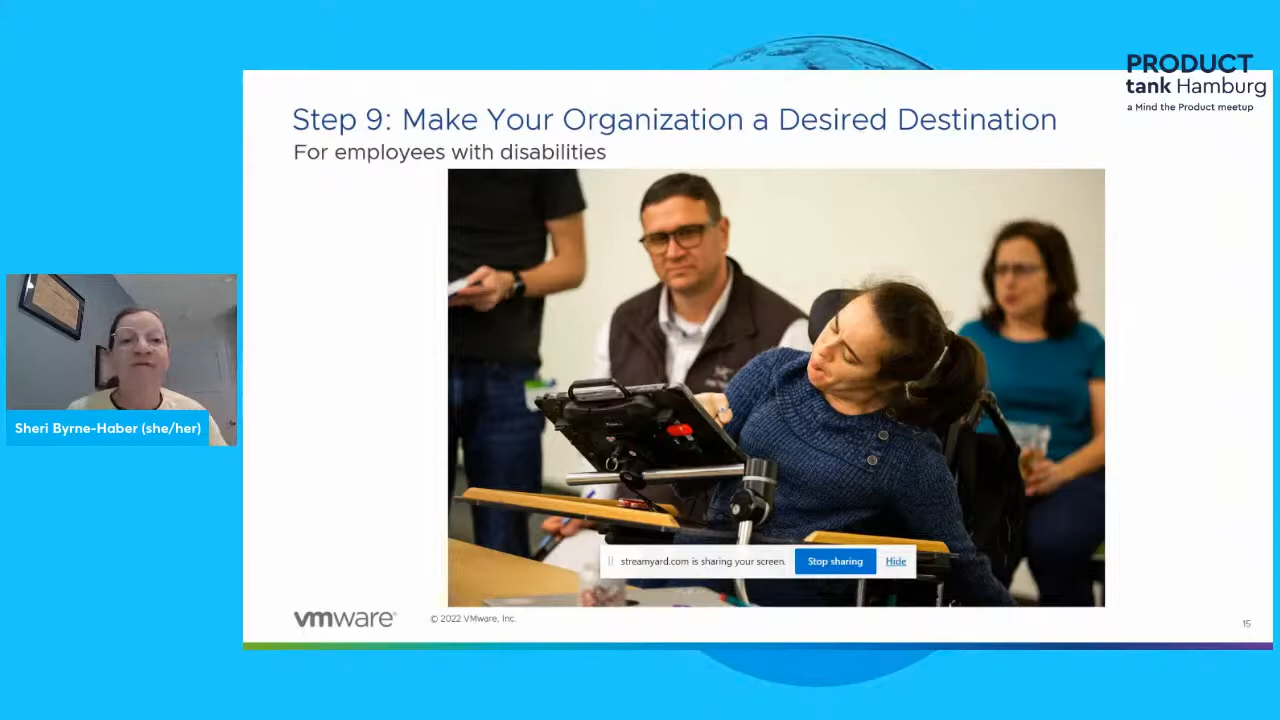 PRODUCT
tank Hamburg
a Mind the Product meetup
Step 9: Make Your Organization a Desired Destination
For employees with disabilities
Sheri Byrne-Haber (she/her)
streamyard.com is sharing your screen.
Stop sharing
Hide
vmware®
© 2022 VMware, Inc.
15